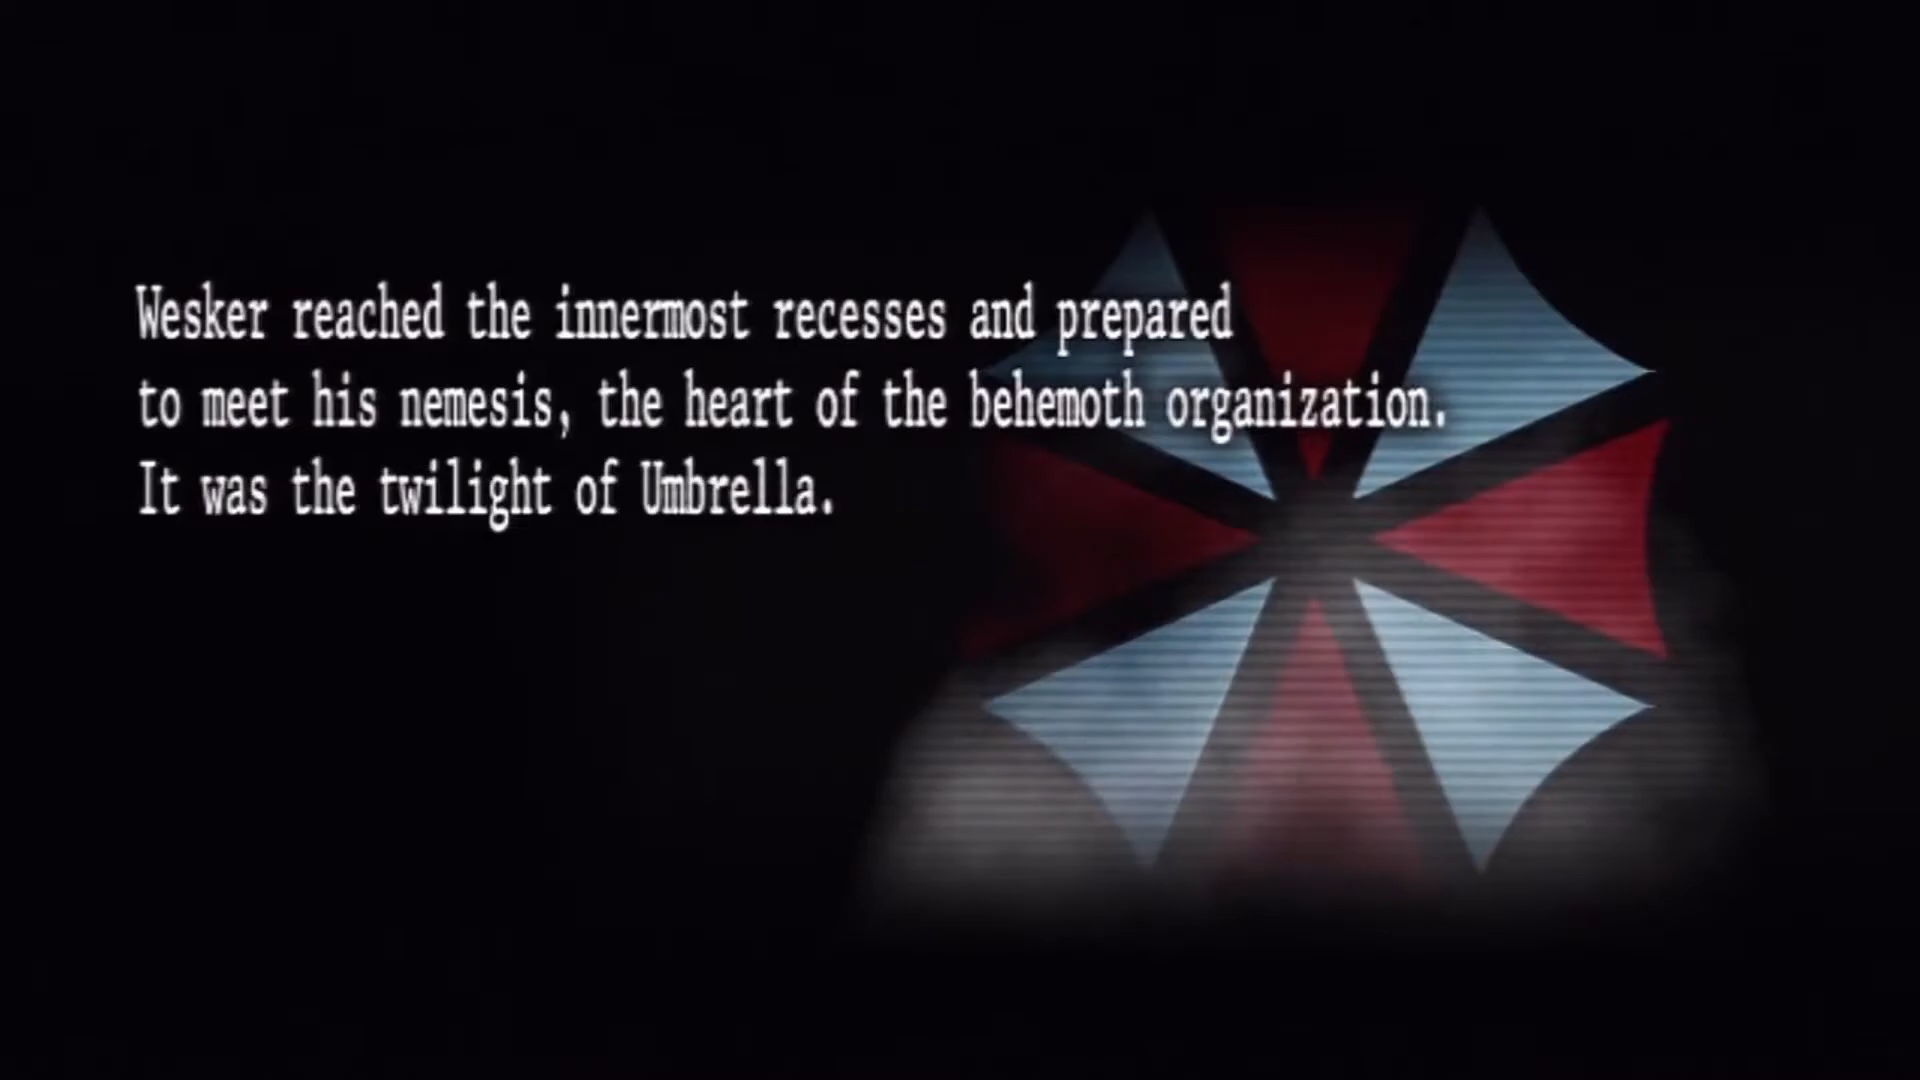 Wesker reached the innermost recesses and prepared
to meet his nemesis, the heart of the behemoth organization.
It was the twilight of Umbrella.